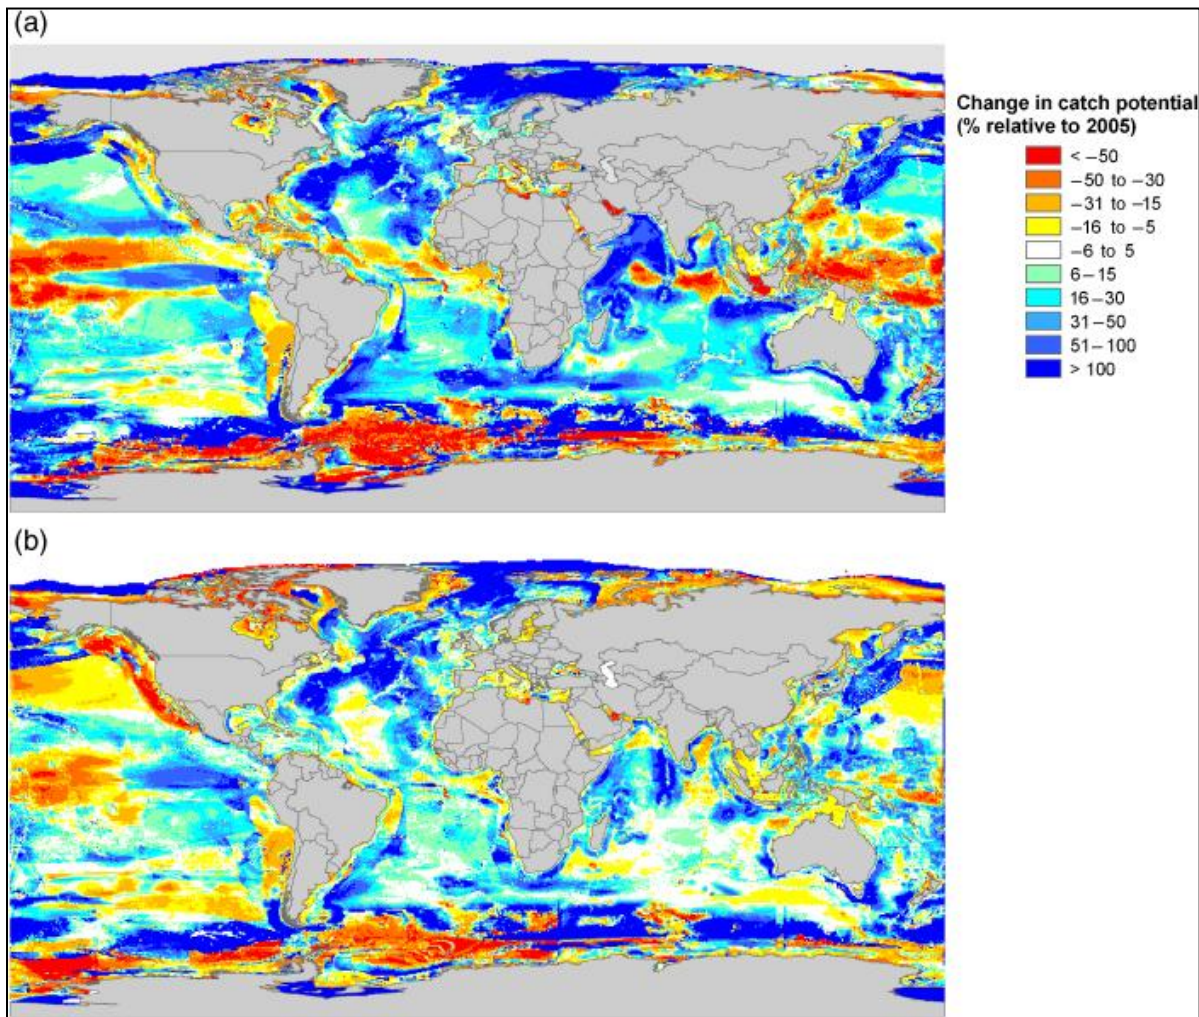 (a)
Change in catch potential
(% relative to 2005)
< −50
−50 to −30
−31 to −15
−16 to −5
−6 to 5
6−15
16−30
31−50
51−100
> 100
(b)